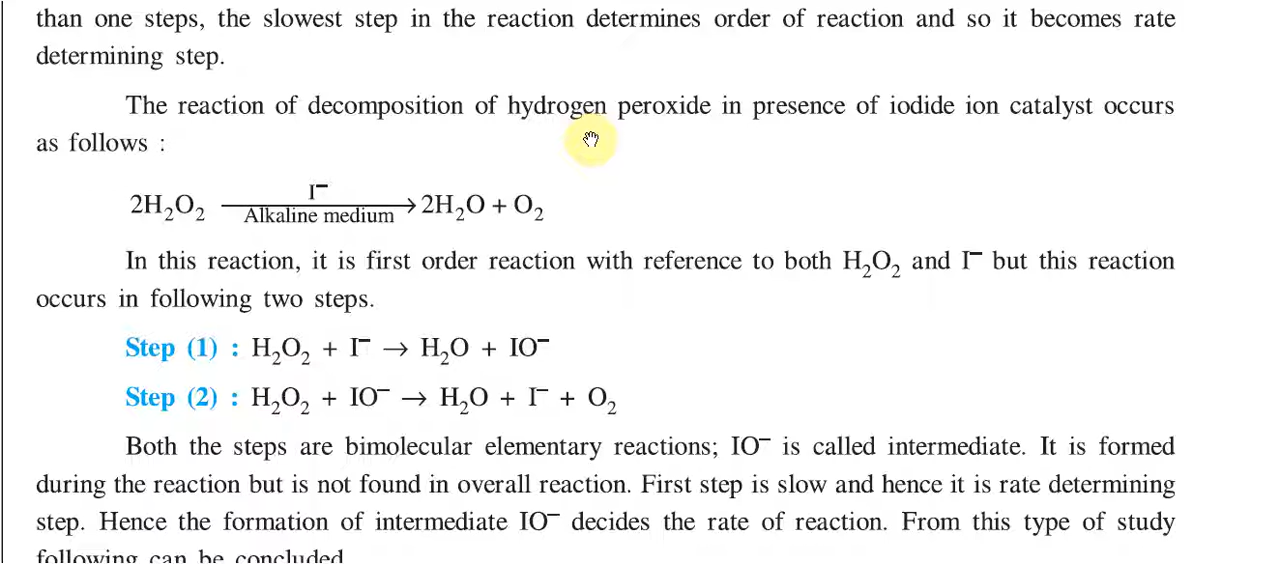 than one steps, the slowest step in the reaction determines order of reaction and so it becomes rate
determining step.
The reaction of decomposition of hydrogen peroxide in presence of iodide ion catalyst occurs
as follows :
2H₂O₂ —I⁻ / Alkaline medium→ 2H₂O + O₂
In this reaction, it is first order reaction with reference to both H₂O₂ and I⁻ but this reaction
occurs in following two steps.
Step (1) : H₂O₂ + I⁻ → H₂O + IO⁻
Step (2) : H₂O₂ + IO⁻ → H₂O + I⁻ + O₂
Both the steps are bimolecular elementary reactions; IO⁻ is called intermediate. It is formed
during the reaction but is not found in overall reaction. First step is slow and hence it is rate determining
step. Hence the formation of intermediate IO⁻ decides the rate of reaction. From this type of study
following can be concluded